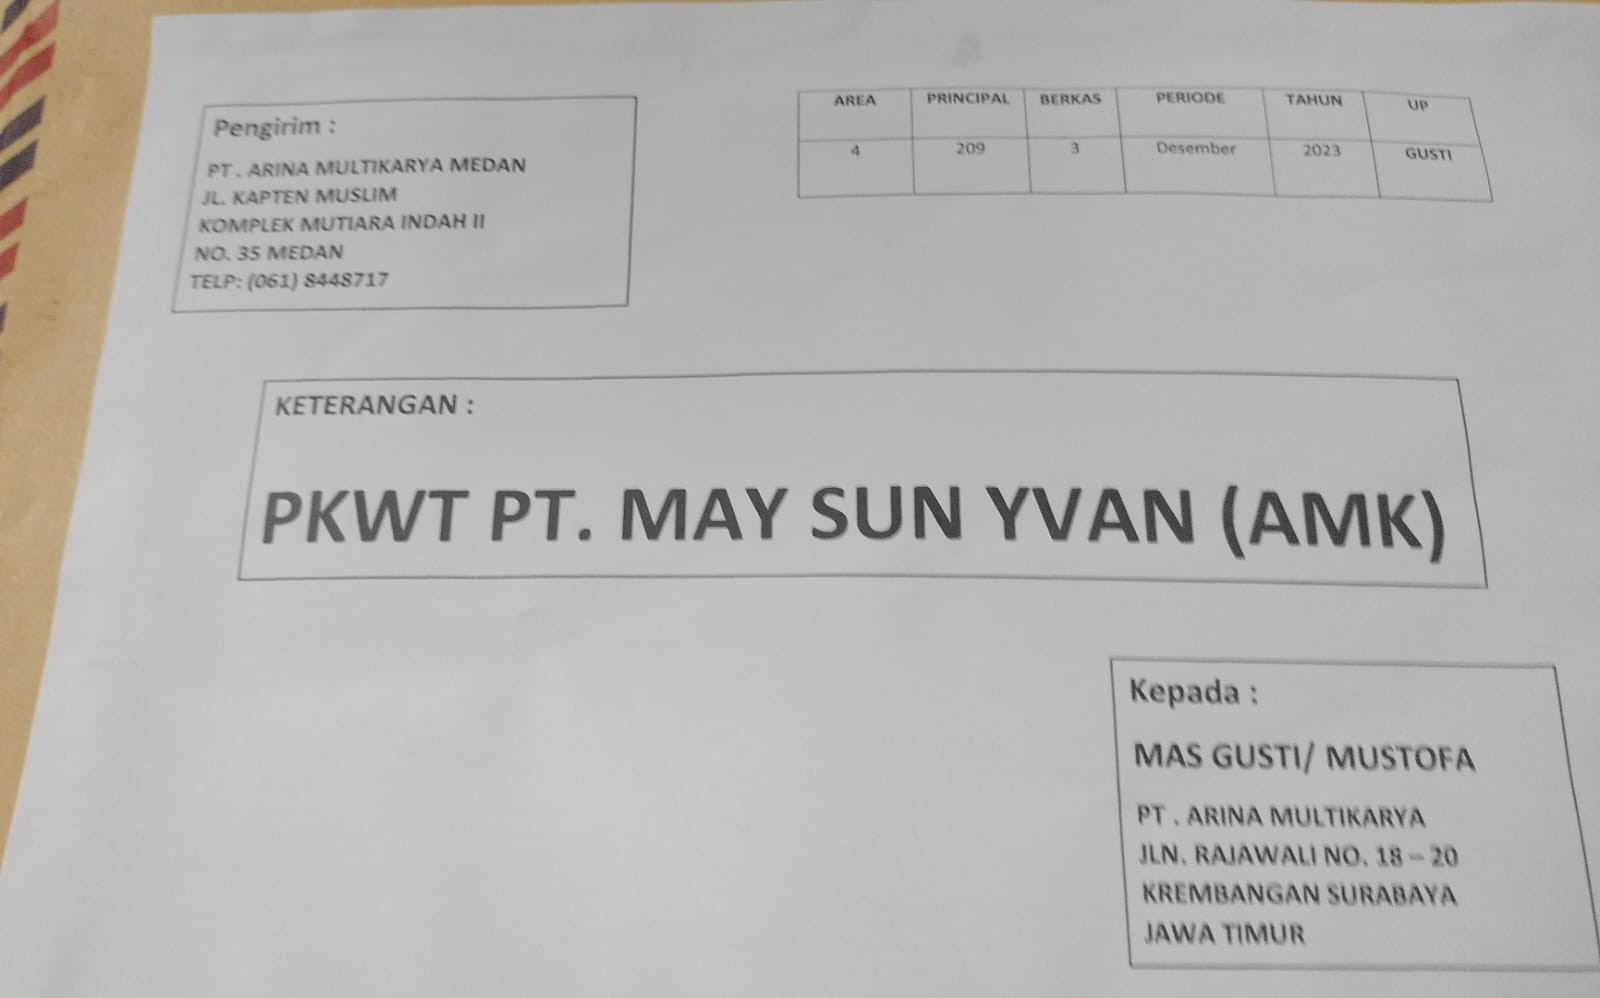 Pengirim :
PT . ARINA MULTIKARYA MEDAN
JL. KAPTEN MUSLIM
KOMPLEK MUTIARA INDAH II
NO. 35 MEDAN
TELP: (061) 8448717
AREA PRINCIPAL BERKAS PERIODE TAHUN UP
4 209 3 Desember 2023 GUSTI
KETERANGAN :
PKWT PT. MAY SUN YVAN (AMK)
Kepada :
MAS GUSTI/ MUSTOFA
PT . ARINA MULTIKARYA
JLN. RAJAWALI NO. 18 – 20
KREMBANGAN SURABAYA
JAWA TIMUR